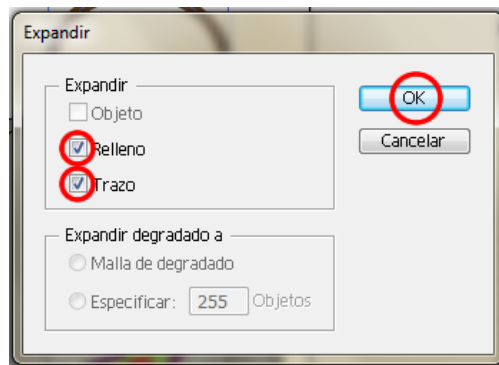 Expandir
Expandir
Objeto
Relleno
Trazo
OK
Cancelar
Expandir degradado a
Malla de degradado
Especificar: 255 Objetos